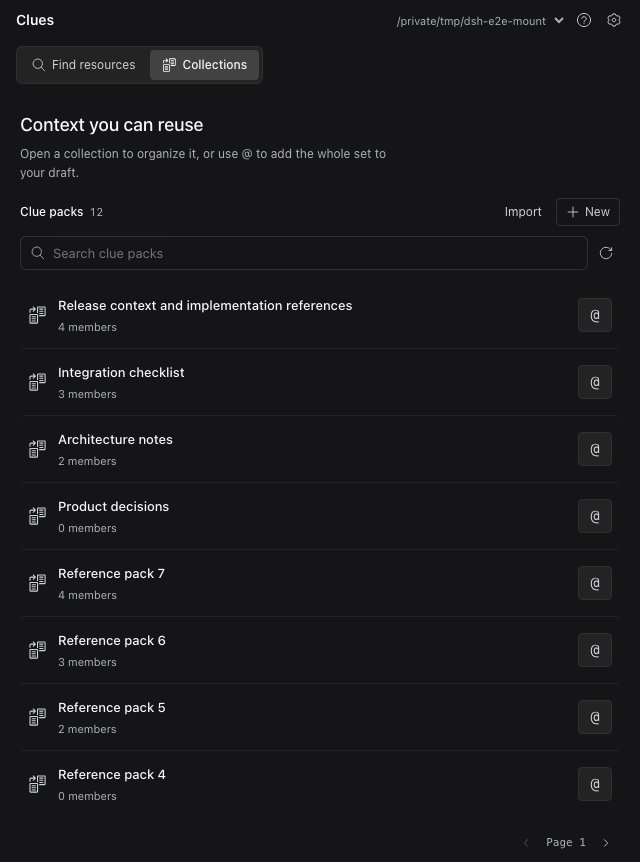 Clues
/private/tmp/dsh-e2e-mount
Find resources
Collections
Context you can reuse
Open a collection to organize it, or use @ to add the whole set to
your draft.
Clue packs 12
Import
New
Search clue packs
Release context and implementation references
4 members
@
Integration checklist
3 members
@
Architecture notes
2 members
@
Product decisions
0 members
@
Reference pack 7
4 members
@
Reference pack 6
3 members
@
Reference pack 5
2 members
@
Reference pack 4
0 members
@
Page 1